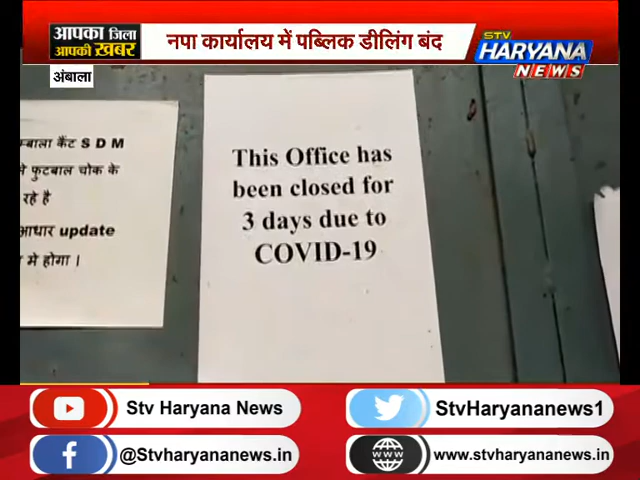 आपका जिला
आपकी खबर
नपा कार्यालय में पब्लिक डीलिंग बंद
STV
HARYANA
NEWS
अंबाला
म्बाला कैंट S D M
फुटबाल चोक के
रहे है
आधार update
मे होगा ।
This Office has
been closed for
3 days due to
COVID-19
Stv Haryana News
StvHaryananews1
@Stvharyananews.in
www.stvharyananews.in